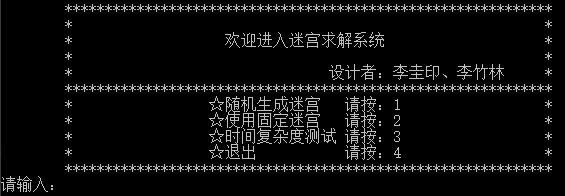 *************************************************************
*                                                           *
*                   欢迎进入迷宫求解系统                    *
*                                                           *
*                                设计者：李圭印、李竹林     *
*************************************************************
*                 ☆随机生成迷宫   请按：1                   *
*                 ☆使用固定迷宫   请按：2                   *
*                 ☆时间复杂度测试 请按：3                   *
*                 ☆退出           请按：4                   *
*************************************************************
请输入：